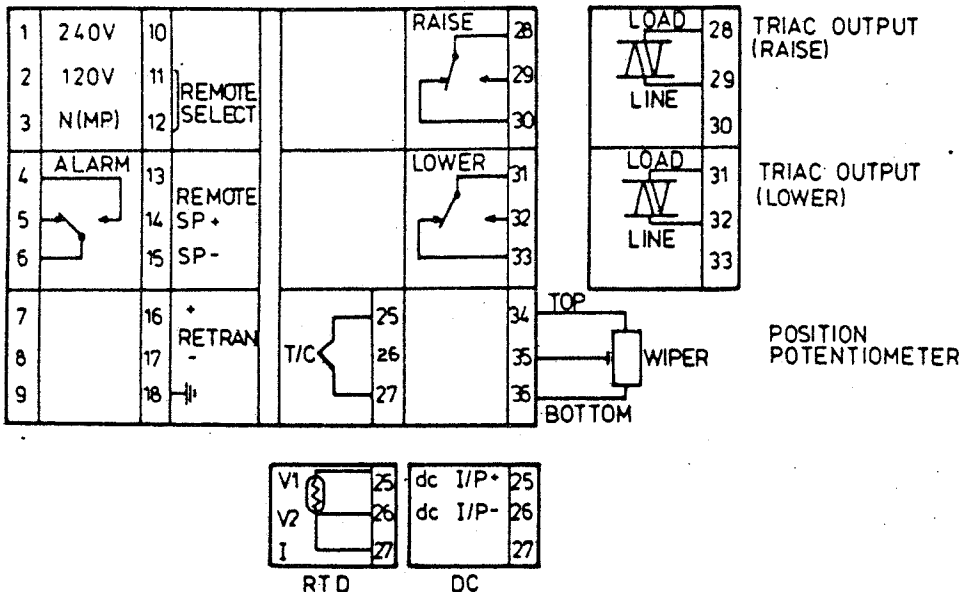 1 240V 10
2 120V 11
3 N(MP) 12
REMOTE
SELECT
RAISE
28
29
30
LOAD 28
29
LINE
30
TRIAC OUTPUT
(RAISE)
4 ALARM 13
5 14
6 15
REMOTE
SP+
SP-
LOWER
31
32
33
LOAD 31
32
LINE
33
TRIAC OUTPUT
(LOWER)
7 16 +
8 17 -
9 18
RETRAN
T/C
25
26
27
34 TOP
35 WIPER
36 BOTTOM
POSITION
POTENTIOMETER
V1 25
V2 26
I 27
RTD
dc I/P+ 25
dc I/P- 26
27
DC